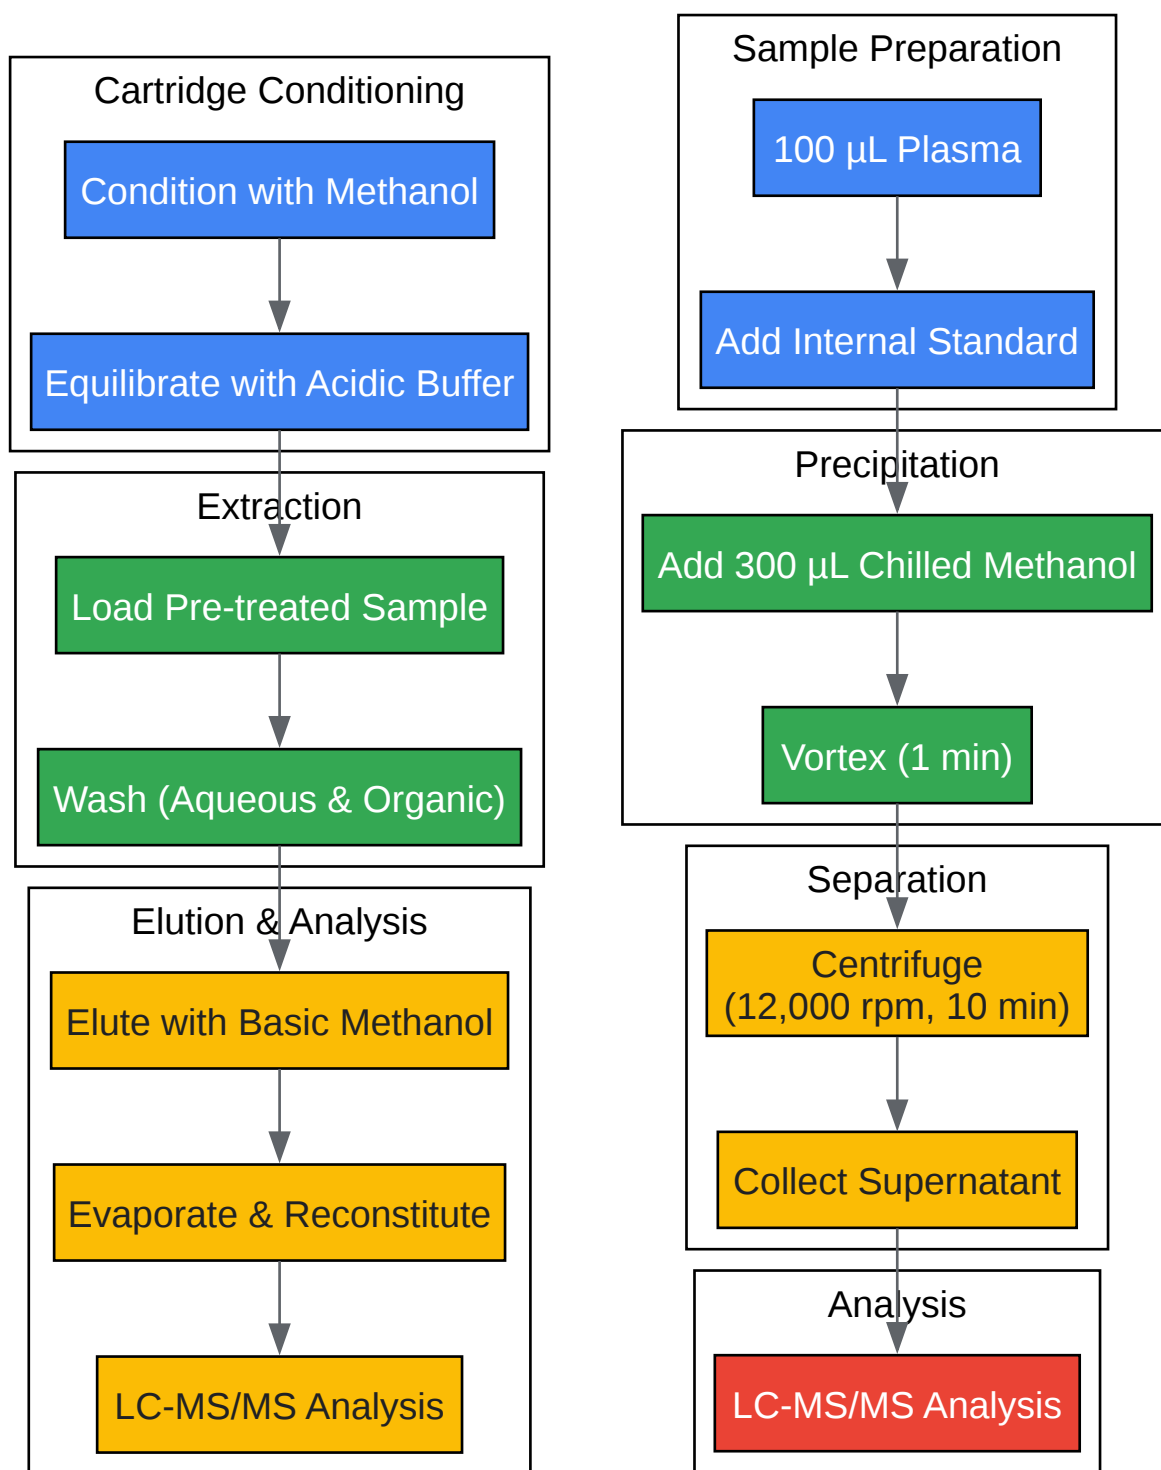 Cartridge Conditioning
Condition with Methanol
Equilibrate with Acidic Buffer
Extraction
Load Pre-treated Sample
Wash (Aqueous & Organic)
Elution & Analysis
Elute with Basic Methanol
Evaporate & Reconstitute
LC-MS/MS Analysis
Sample Preparation
100 µL Plasma
Add Internal Standard
Precipitation
Add 300 µL Chilled Methanol
Vortex (1 min)
Separation
Centrifuge
(12,000 rpm, 10 min)
Collect Supernatant
Analysis
LC-MS/MS Analysis